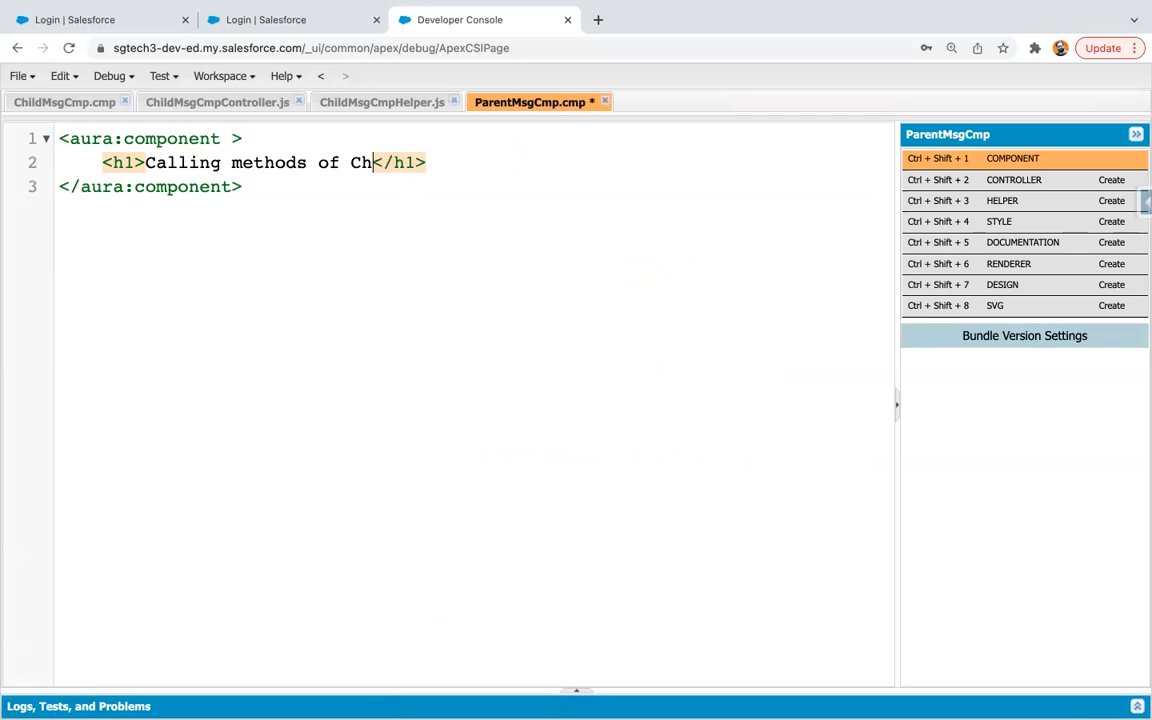 Login | Salesforce
Login | Salesforce
Developer Console
sgtech3-dev-ed.my.salesforce.com/_ui/common/apex/debug/ApexCSIPage
Update
File Edit Debug Test Workspace Help < >
ChildMsgCmp.cmp
ChildMsgCmpController.js
ChildMsgCmpHelper.js
ParentMsgCmp.cmp *
1 <aura:component >
2 <h1>Calling methods of Ch</h1>
3 </aura:component>
ParentMsgCmp
Ctrl + Shift + 1 COMPONENT
Ctrl + Shift + 2 CONTROLLER Create
Ctrl + Shift + 3 HELPER Create
Ctrl + Shift + 4 STYLE Create
Ctrl + Shift + 5 DOCUMENTATION Create
Ctrl + Shift + 6 RENDERER Create
Ctrl + Shift + 7 DESIGN Create
Ctrl + Shift + 8 SVG Create
Bundle Version Settings
Logs, Tests, and Problems